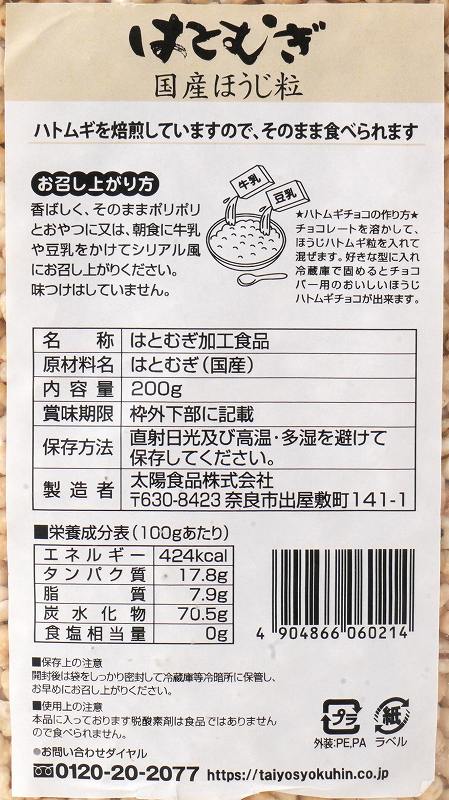 はとむぎ
国産ほうじ粒
ハトムギを焙煎していますので、そのまま食べられます
お召し上がり方
香ばしく、そのままポリポリ
とおやつに又は、朝食に牛乳
や豆乳をかけてシリアル風
にお召し上りください。
味つけはしていません。
牛乳
豆乳
★ハトムギチョコの作り方★
チョコレートを溶かして、
ほうじハトムギ粒を入れて
混ぜます。好きな型に入れ
冷蔵庫で固めるとチョコ
バー用のおいしいほうじ
ハトムギチョコが出来ます。
名称 はとむぎ加工食品
原材料名 はとむぎ(国産)
内容量 200g
賞味期限 枠外下部に記載
保存方法 直射日光及び高温・多湿を避けて
保存してください。
製造者 太陽食品株式会社
〒630-8423 奈良市出屋敷町141-1
■栄養成分表(100gあたり)
エネルギー 424kcal
タンパク質 17.8g
脂質 7.9g
炭水化物 70.5g
食塩相当量 0g
4 904866 060214
■保存上の注意
開封後は袋をしっかり密封して冷蔵庫等冷暗所に保管し、
お早めにお召し上がりください。
■使用上の注意
本品に入っております脱酸素剤は食品ではありません
ので食べられません。
●お問い合わせダイヤル
0120-20-2077 https://taiyosyokuhin.co.jp
プラ
外装:PE,PA
紙
ラベル